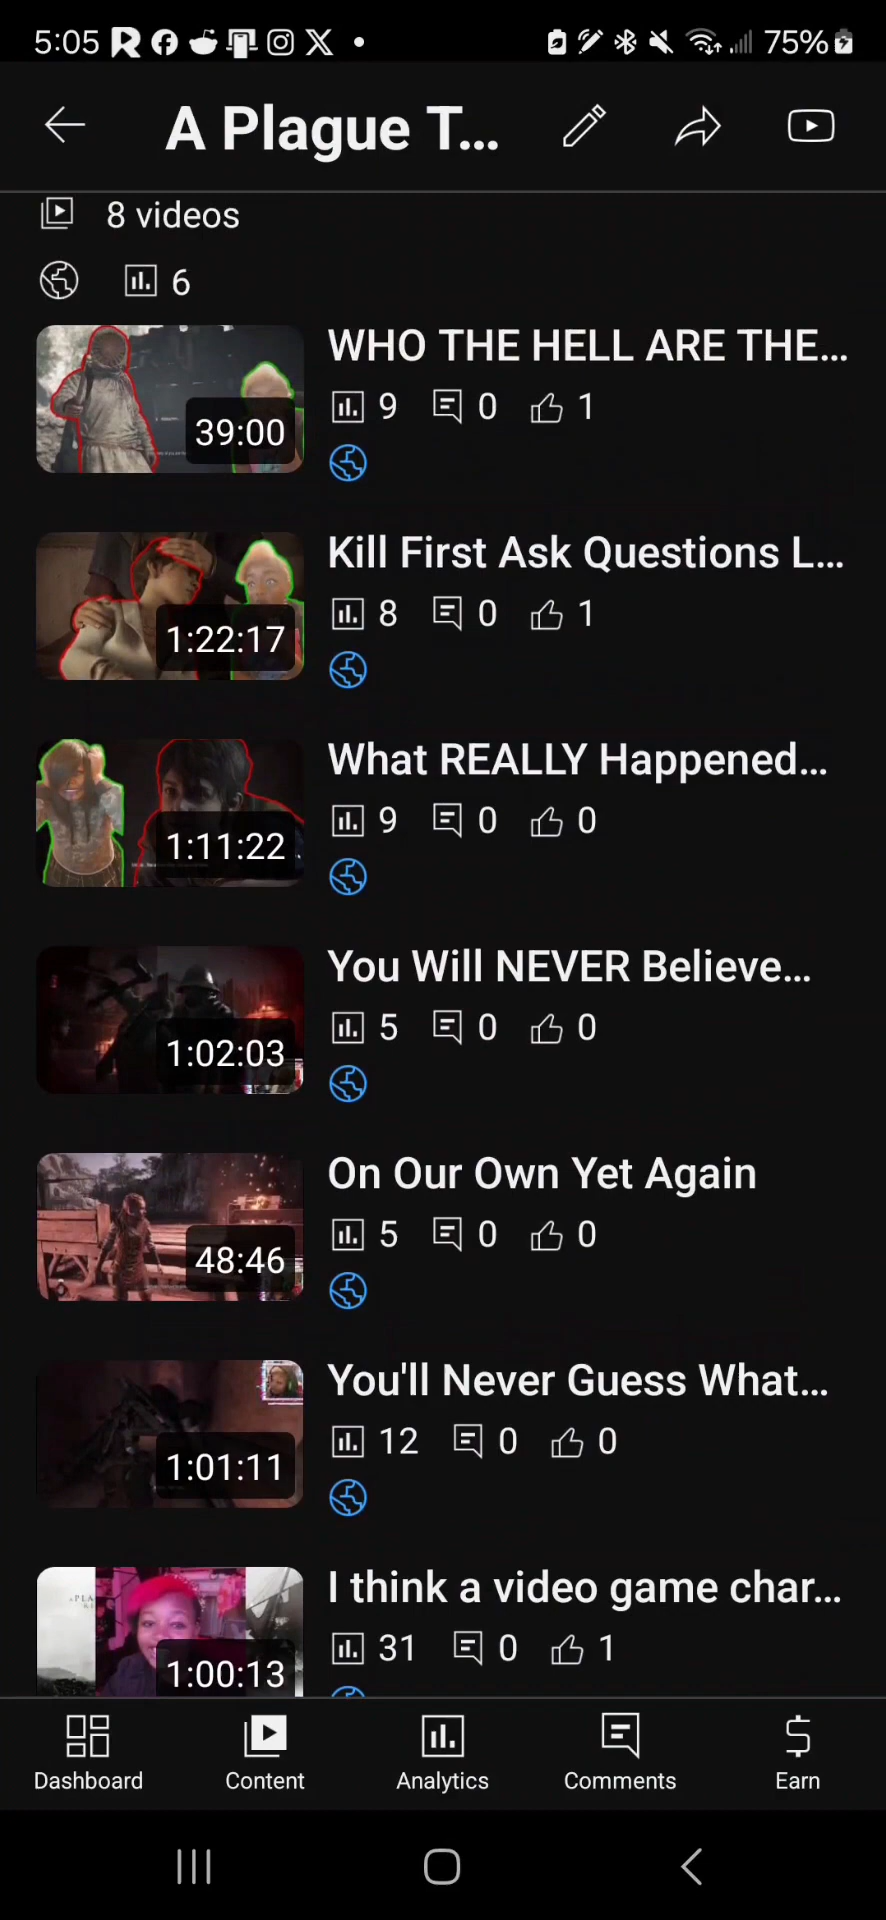 5:05
75%
A Plague T...
8 videos
6
39:00
WHO THE HELL ARE THE...
9 0 1
1:22:17
Kill First Ask Questions L...
8 0 1
1:11:22
What REALLY Happened...
9 0 0
1:02:03
You Will NEVER Believe...
5 0 0
48:46
On Our Own Yet Again
5 0 0
1:01:11
You'll Never Guess What...
12 0 0
1:00:13
I think a video game char...
31 0 1
Dashboard
Content
Analytics
Comments
Earn